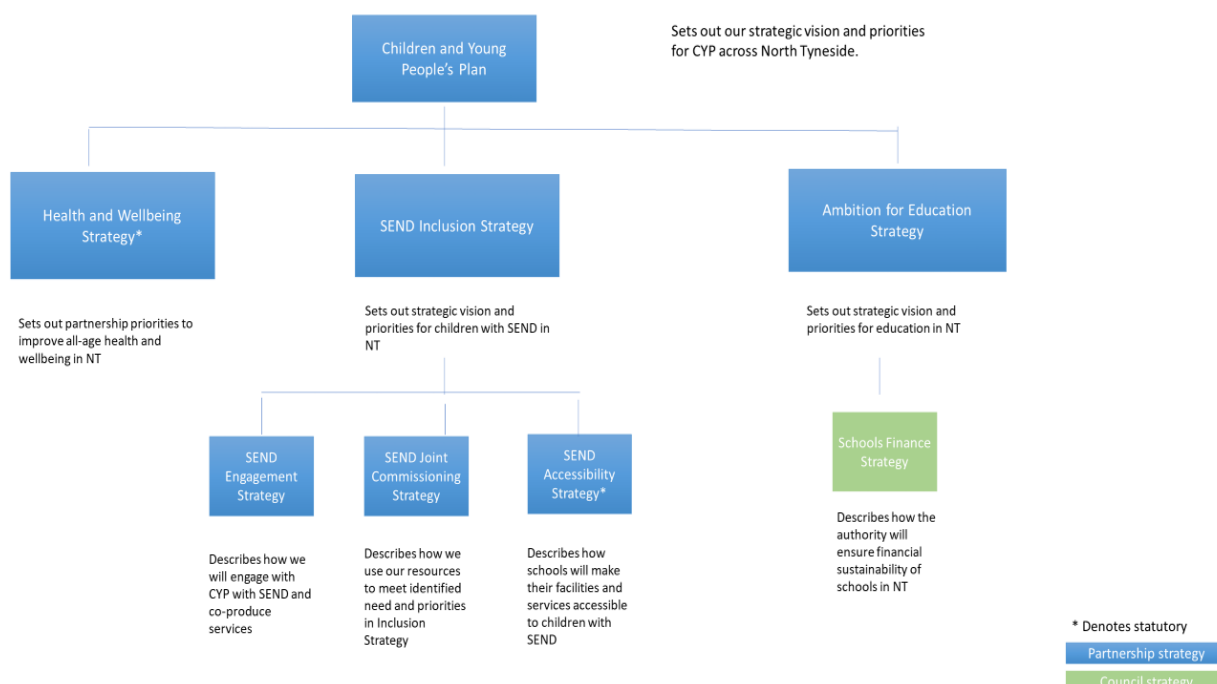 Children and Young
People's Plan
Sets out our strategic vision and priorities
for CYP across North Tyneside.
Health and Wellbeing
Strategy*
SEND Inclusion Strategy
Ambition for Education
Strategy
Sets out partnership priorities to
improve all-age health and
wellbeing in NT
Sets out strategic vision and
priorities for children with SEND in
NT
Sets out strategic vision and
priorities for education in NT
SEND
Engagement
Strategy
SEND Joint
Commissioning
Strategy
SEND
Accessibility
Strategy*
Schools Finance
Strategy
Describes how we
will engage with
CYP with SEND and
co-produce
services
Describes how we
use our resources
to meet identified
need and priorities
in Inclusion
Strategy
Describes how
schools will make
their facilities and
services accessible
to children with
SEND
Describes how the
authority will
ensure financial
sustainability of
schools in NT
* Denotes statutory
Partnership strategy
Council strategy